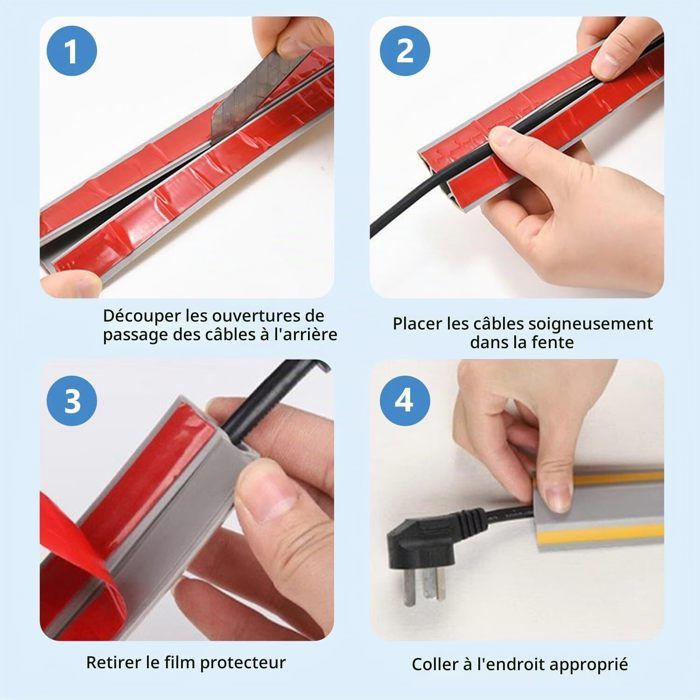 1
2
Découper les ouvertures de
passage des câbles à l'arrière
Placer les câbles soigneusement
dans la fente
3
4
Retirer le film protecteur
Coller à l'endroit approprié